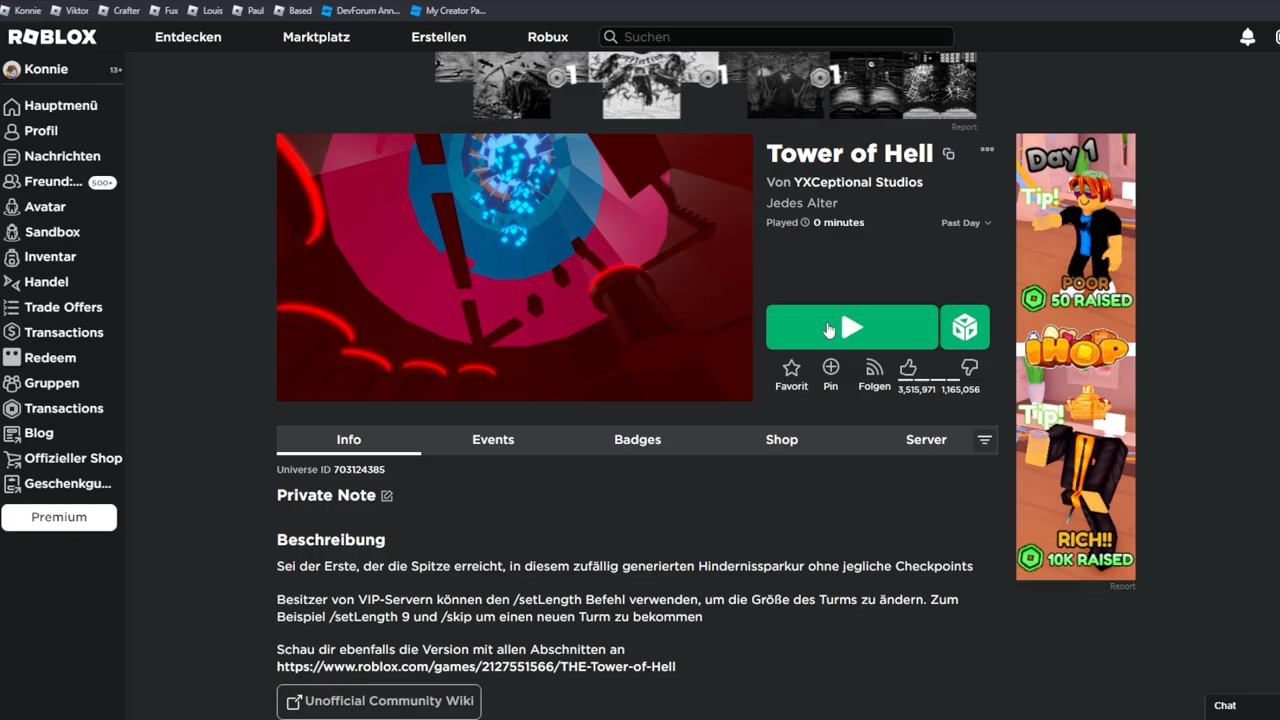 Konnie Viktor Crafter Fux Louis Paul Based DevForum Ann... My Creator Pa...
ROBLOX Entdecken Marktplatz Erstellen Robux Suchen
Konnie 13+
Hauptmenü
Profil
Nachrichten
Freund:... 500+
Avatar
Sandbox
Inventar
Handel
Trade Offers
Transactions
Redeem
Gruppen
Transactions
Blog
Offizieller Shop
Geschenkgu...
Premium
1 1 1
Report
Tower of Hell
Von YXCeptional Studios
Jedes Alter
Played 0 minutes Past Day
Favorit Pin Folgen 3,515,971 1,165,056
Info Events Badges Shop Server
Universe ID 703124385
Private Note
Beschreibung
Sei der Erste, der die Spitze erreicht, in diesem zufällig generierten Hindernissparkur ohne jegliche Checkpoints
Besitzer von VIP-Servern können den /setLength Befehl verwenden, um die Größe des Turms zu ändern. Zum
Beispiel /setLength 9 und /skip um einen neuen Turm zu bekommen
Schau dir ebenfalls die Version mit allen Abschnitten an
https://www.roblox.com/games/2127551566/THE-Tower-of-Hell
Unofficial Community Wiki
Day 1
Tip!
POOR
50 RAISED
IHOP
Tip!
RICH!!
10K RAISED
Report
Chat